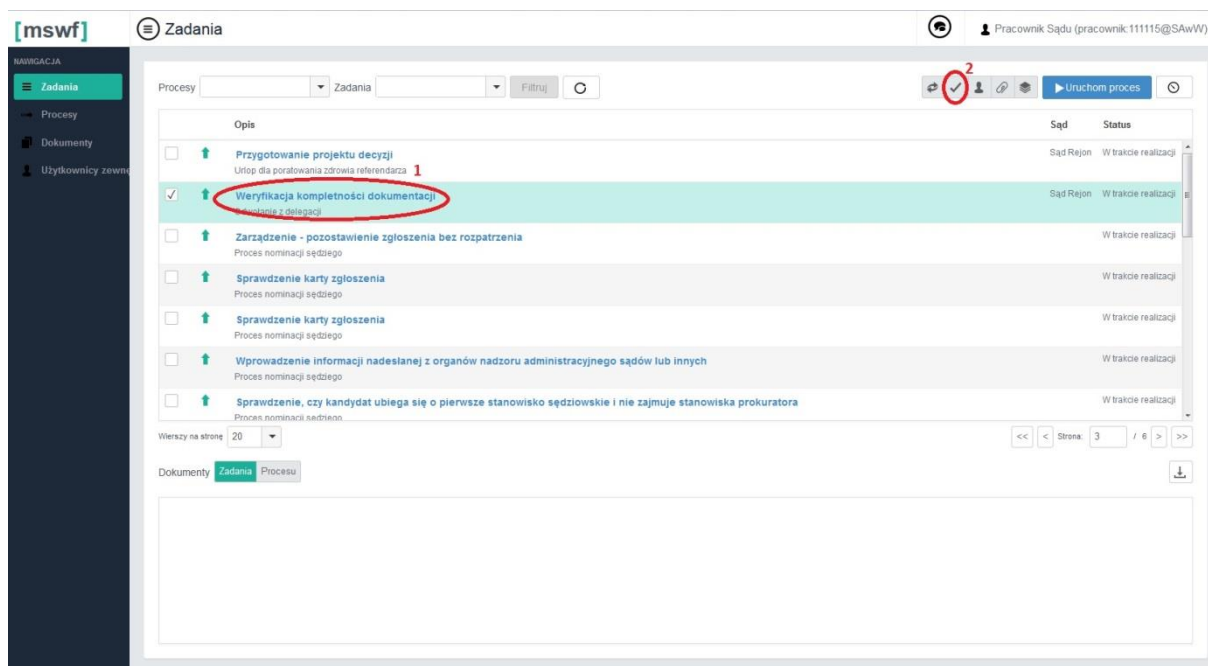 [mswf]
Zadania
Pracownik Sądu (pracownik:111115@SAwW)
NAWIGACJA
Zadania
Procesy
Dokumenty
Użytkownicy zewnę
Procesy Zadania Filtruj 2 Uruchom proces
Opis Sąd Status
Przygotowanie projektu decyzji Sąd Rejon W trakcie realizacji
Urlop dla poratowania zdrowia referendarza 1
Weryfikacja kompletności dokumentacji Sąd Rejon W trakcie realizacji
Odwołanie z delegacji
Zarządzenie - pozostawienie zgłoszenia bez rozpatrzenia W trakcie realizacji
Proces nominacji sędziego
Sprawdzenie karty zgłoszenia W trakcie realizacji
Proces nominacji sędziego
Sprawdzenie karty zgłoszenia W trakcie realizacji
Proces nominacji sędziego
Wprowadzenie informacji nadesłanej z organów nadzoru administracyjnego sądów lub innych W trakcie realizacji
Proces nominacji sędziego
Sprawdzenie, czy kandydat ubiega się o pierwsze stanowisko sędziowskie i nie zajmuje stanowiska prokuratora W trakcie realizacji
Proces nominacji sędziego
Wierszy na stronę 20 << < Strona: 3 / 6 > >>
Dokumenty Zadania Procesu